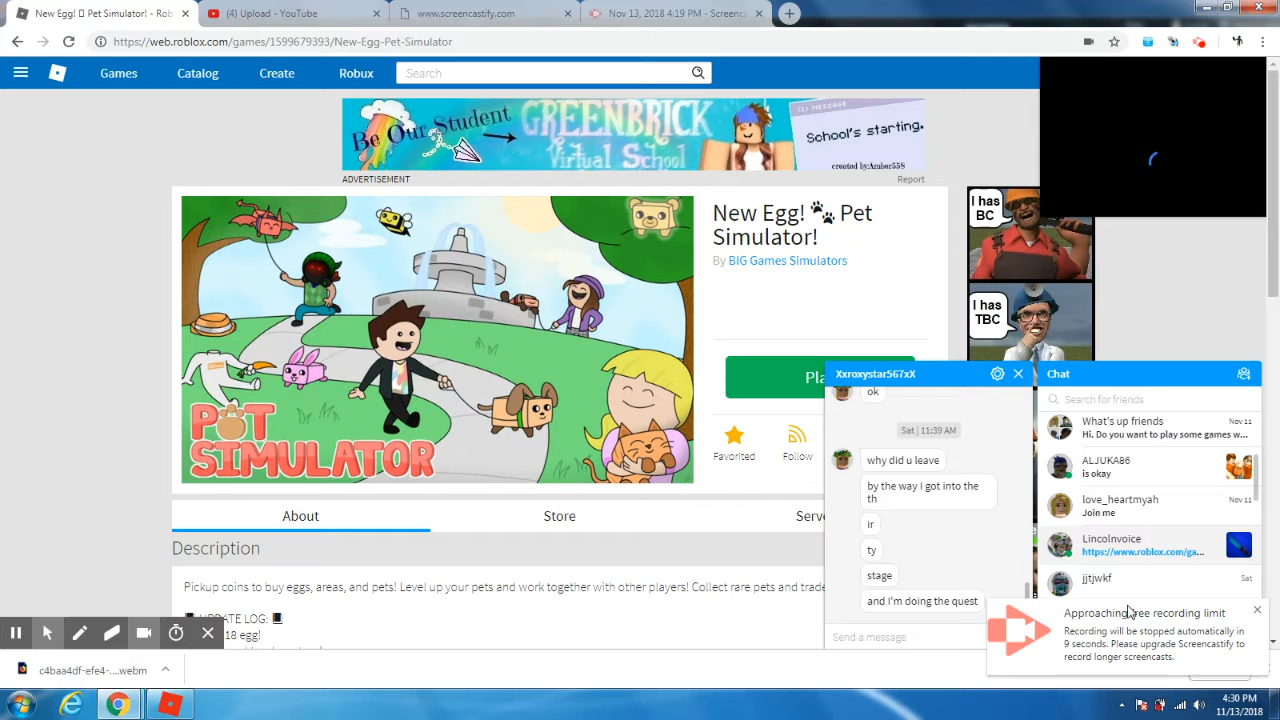 New Egg! 🐾 Pet Simulator! - Rob
(4) Upload - YouTube
www.screencastify.com
Nov 13, 2018 4:19 PM - Screenca
https://web.roblox.com/games/1599679393/New-Egg-Pet-Simulator
Games
Catalog
Create
Robux
Search
Be Our Student
GREENBRICK
Virtual School
MESSAGE
School's starting.
created by:Amber558
ADVERTISEMENT
Report
New Egg! 🐾 Pet
Simulator!
By BIG Games Simulators
PET
SIMULATOR
I has
BC
I has
TBC
Pla
Favorited
Follow
About
Store
Serve
Description
Pickup coins to buy eggs, areas, and pets! Level up your pets and work together with other players! Collect rare pets and trade
UPDATE LOG:
18 egg!
Xxroxystar567xX
ok
Sat | 11:39 AM
why did u leave
by the way I got into the
th
ir
ty
stage
and I'm doing the quest
Send a message
Chat
Search for friends
What's up friends
Nov 11
Hi. Do you want to play some games w...
ALJUKA86
is okay
love_heartmyah
Nov 11
Join me
Lincolnvoice
https://www.roblox.com/ga...
jjtjwkf
Sat
Approaching free recording limit
Recording will be stopped automatically in
9 seconds. Please upgrade Screencastify to
record longer screencasts.
c4baa4df-efe4-....webm
4:30 PM
11/13/2018